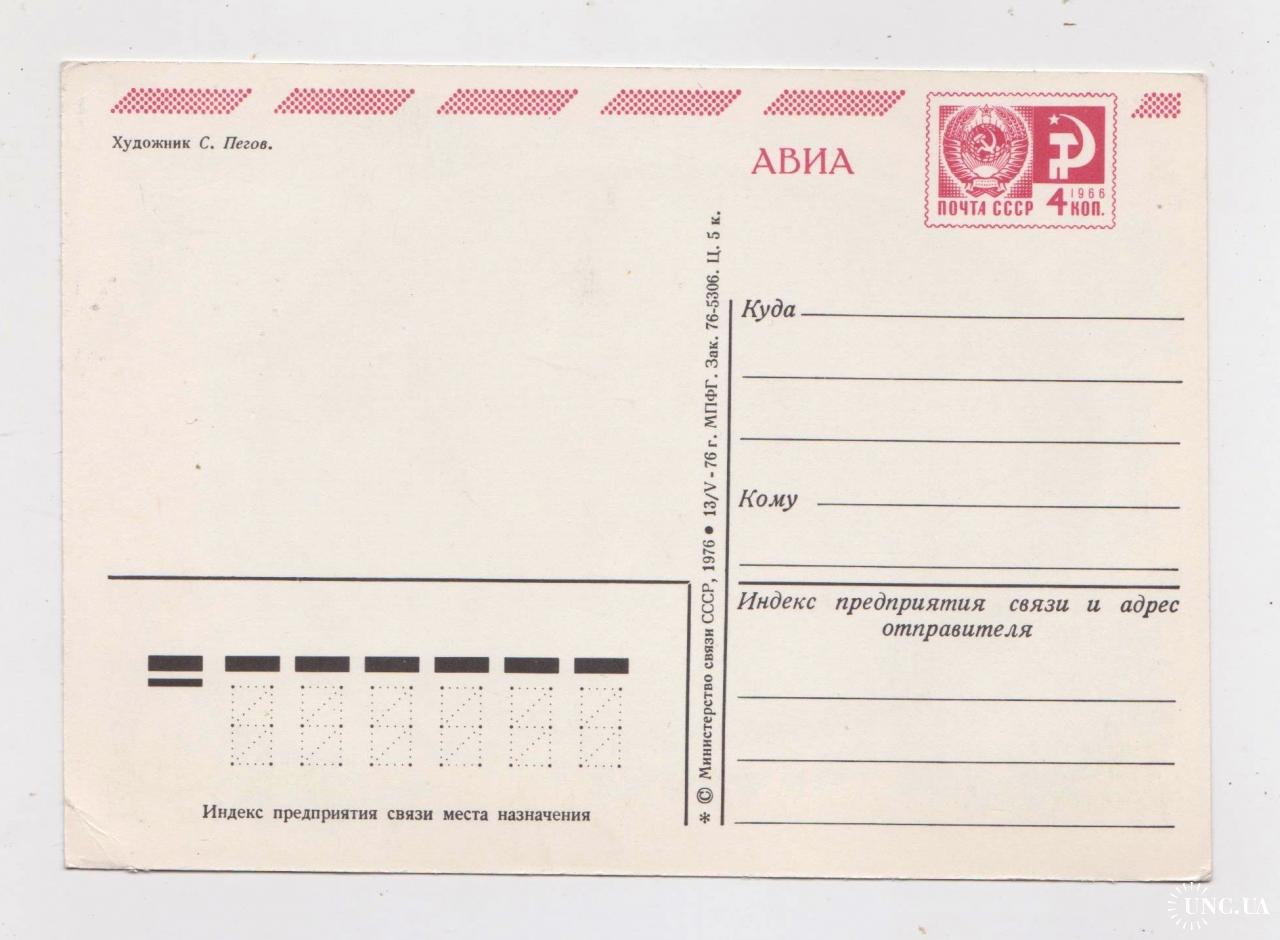 Художник С. Пегов.
АВИА
ПОЧТА СССР
1966
4 КОП.
* © Министерство связи СССР, 1976 • 13/V - 76 г. МПФГ. Зак. 76-5306. Ц. 5 к.
Куда
Кому
Индекс предприятия связи и адрес
отправителя
Индекс предприятия связи места назначения
UNC.UA